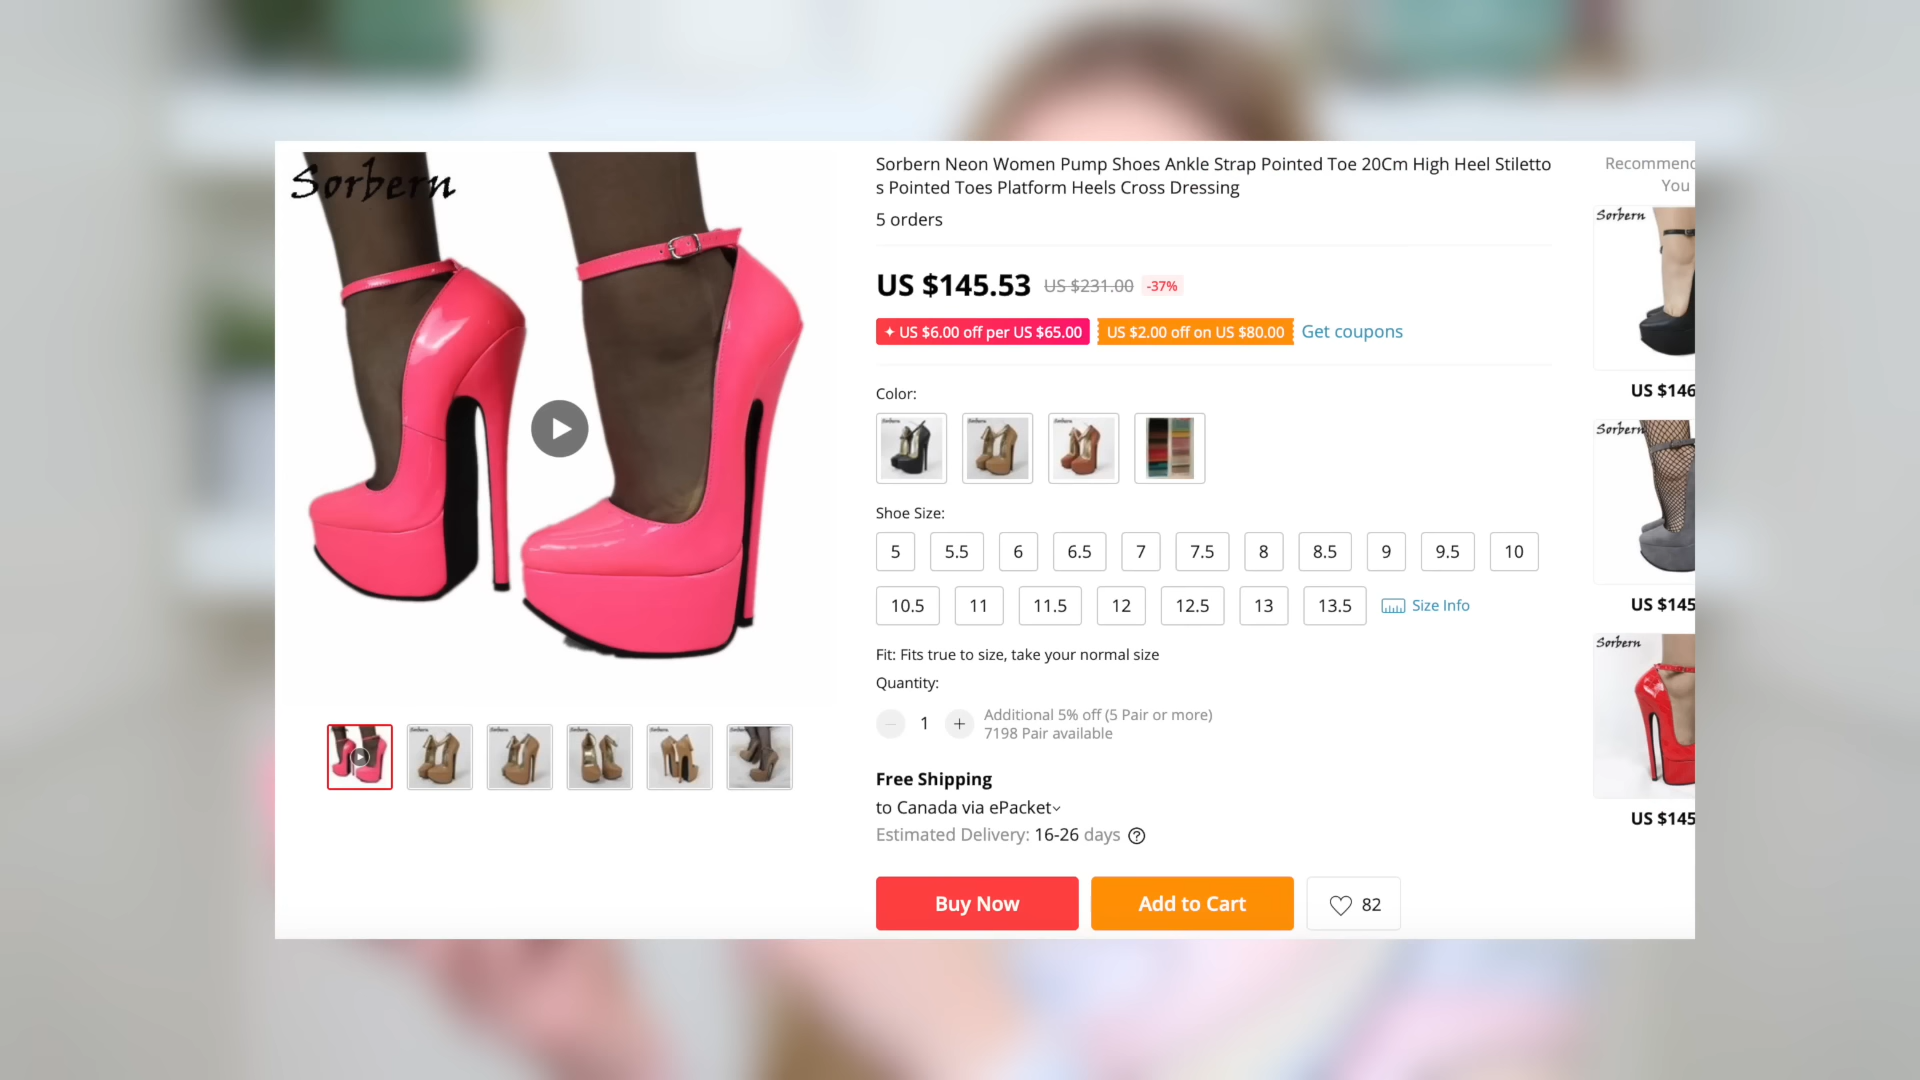 Sorbern
Sorbern Neon Women Pump Shoes Ankle Strap Pointed Toe 20Cm High Heel Stiletto
s Pointed Toes Platform Heels Cross Dressing
5 orders
US $145.53 US $231.00 -37%
US $6.00 off per US $65.00 US $2.00 off on US $80.00 Get coupons
Color:
Shoe Size:
5 5.5 6 6.5 7 7.5 8 8.5 9 9.5 10
10.5 11 11.5 12 12.5 13 13.5 Size Info
Fit: Fits true to size, take your normal size
Quantity:
1 + Additional 5% off (5 Pair or more)
7198 Pair available
Free Shipping
to Canada via ePacket
Estimated Delivery: 16-26 days ?
Buy Now Add to Cart 82
Recommenc
You
Sorbern
US $146
Sorbern
US $145
Sorbern
US $145